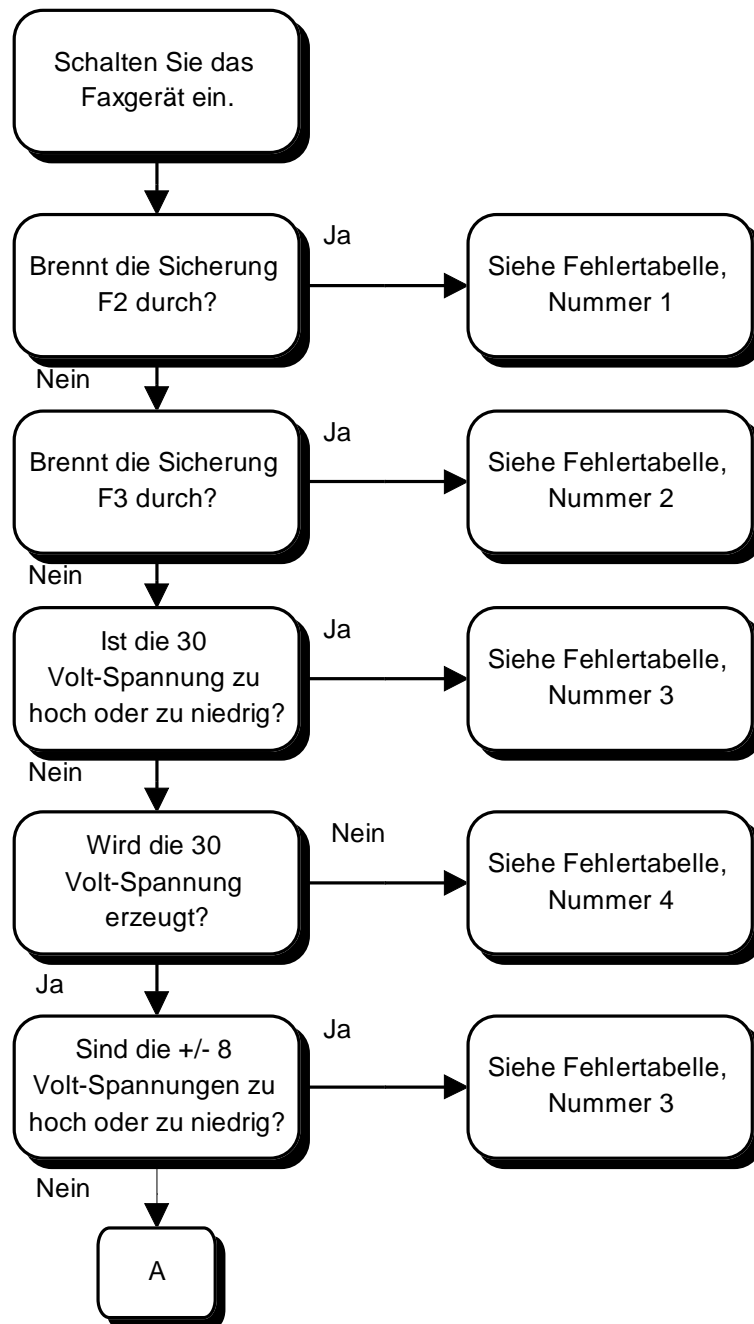 Schalten Sie das
Faxgerät ein.
Brennt die Sicherung
F2 durch?
Ja
Siehe Fehlertabelle,
Nummer 1
Nein
Brennt die Sicherung
F3 durch?
Ja
Siehe Fehlertabelle,
Nummer 2
Nein
Ist die 30
Volt-Spannung zu
hoch oder zu niedrig?
Ja
Siehe Fehlertabelle,
Nummer 3
Nein
Wird die 30
Volt-Spannung
erzeugt?
Nein
Siehe Fehlertabelle,
Nummer 4
Ja
Sind die +/- 8
Volt-Spannungen zu
hoch oder zu niedrig?
Ja
Siehe Fehlertabelle,
Nummer 3
Nein
A